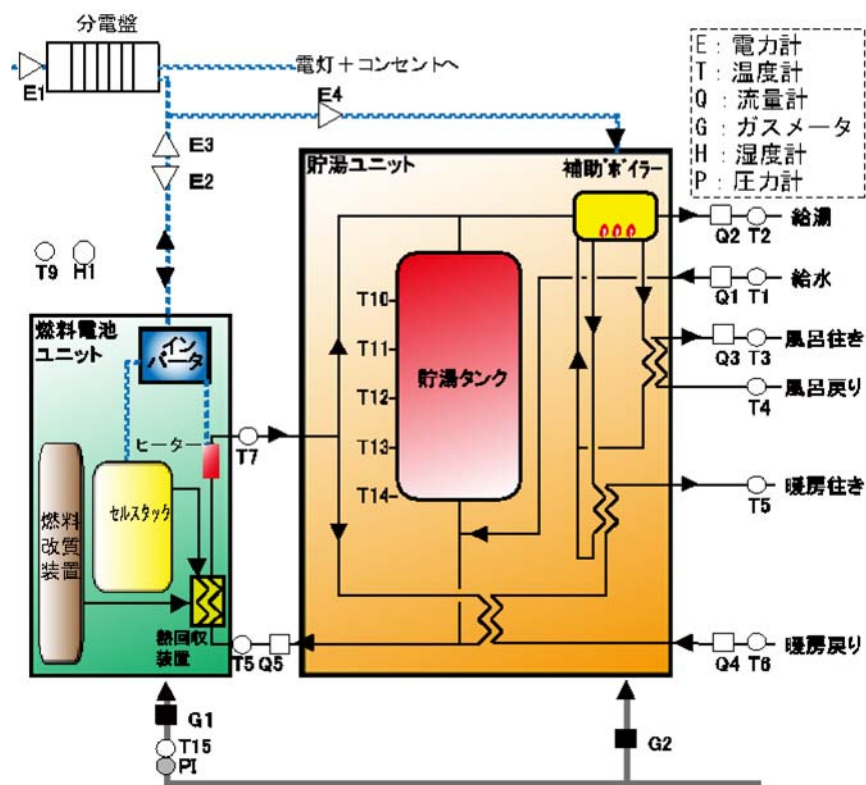 分電盤
電灯＋コンセントへ
E1
E4
E3
E2
E：電力計
T：温度計
Q：流量計
G：ガスメータ
H：湿度計
P：圧力計
貯湯ユニット
補助ﾎﾞｲﾗｰ
Q2 T2 給湯
Q1 T1 給水
Q3 T3 風呂往き
T4 風呂戻り
T5 暖房往き
Q4 T6 暖房戻り
T9 H1
燃料電池
ユニット
イン
バータ
ヒーター
T7
セルスタック
燃料
改質
装置
熱回収
装置
T5 Q5
T10
T11
T12
T13
T14
貯湯タンク
G1
T15
PI
G2